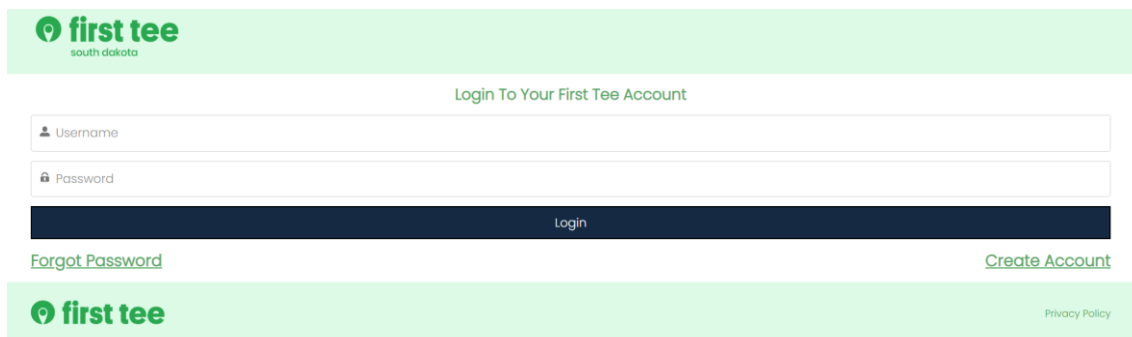 first tee
south dakota
Login To Your First Tee Account
Username
Password
Login
Forgot Password
Create Account
first tee
Privacy Policy